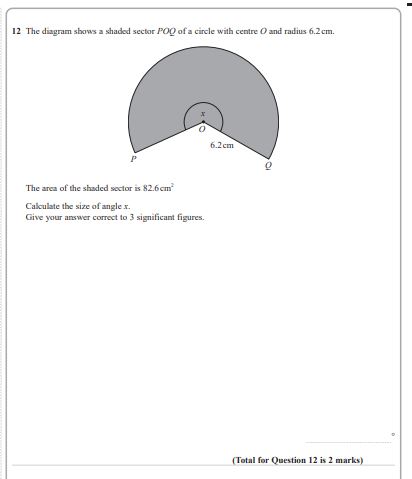 12 The diagram shows a shaded sector POQ of a circle with centre O and radius 6.2 cm.
x
O
6.2 cm
P
Q
The area of the shaded sector is 82.6 cm²
Calculate the size of angle x.
Give your answer correct to 3 significant figures.
°
(Total for Question 12 is 2 marks)